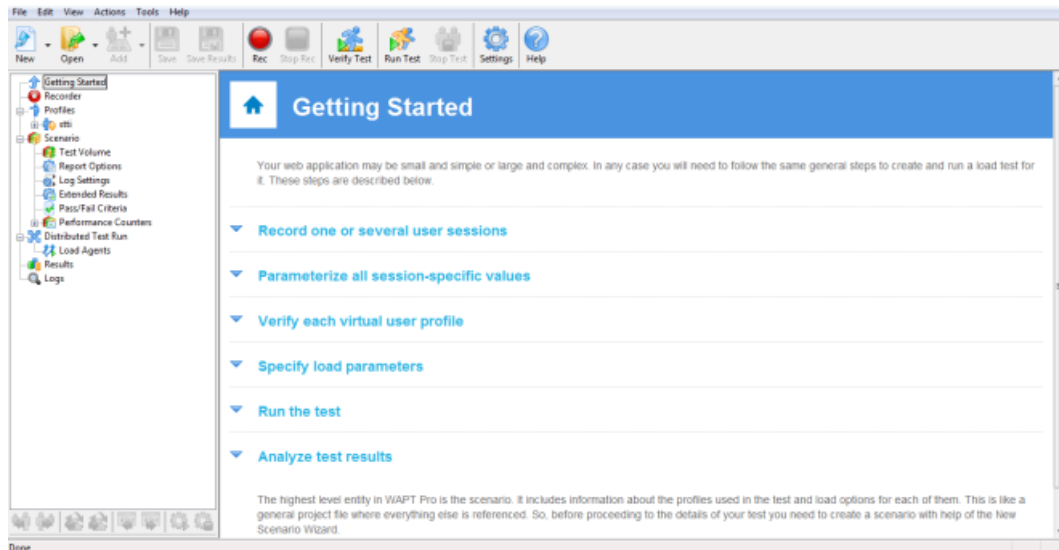 File Edit View Actions Tools Help
New Open Add Save Save Results Rec Stop Rec Verify Test Run Test Stop Test Settings Help
Getting Started
Recorder
Profiles
Scenario
Test Volume
Report Options
Log Settings
Extended Results
Pass/Fail Criteria
Performance Counters
Distributed Test Run
Load Agents
Results
Logs
Getting Started
Your web application may be small and simple or large and complex. In any case you will need to follow the same general steps to create and run a load test for
it. These steps are described below.
Record one or several user sessions
Parameterize all session-specific values
Verify each virtual user profile
Specify load parameters
Run the test
Analyze test results
The highest level entity in WAPT Pro is the scenario. It includes information about the profiles used in the test and load options for each of them. This is like a
general project file where everything else is referenced. So, before proceeding to the details of your test you need to create a scenario with help of the New
Scenario Wizard.
Done